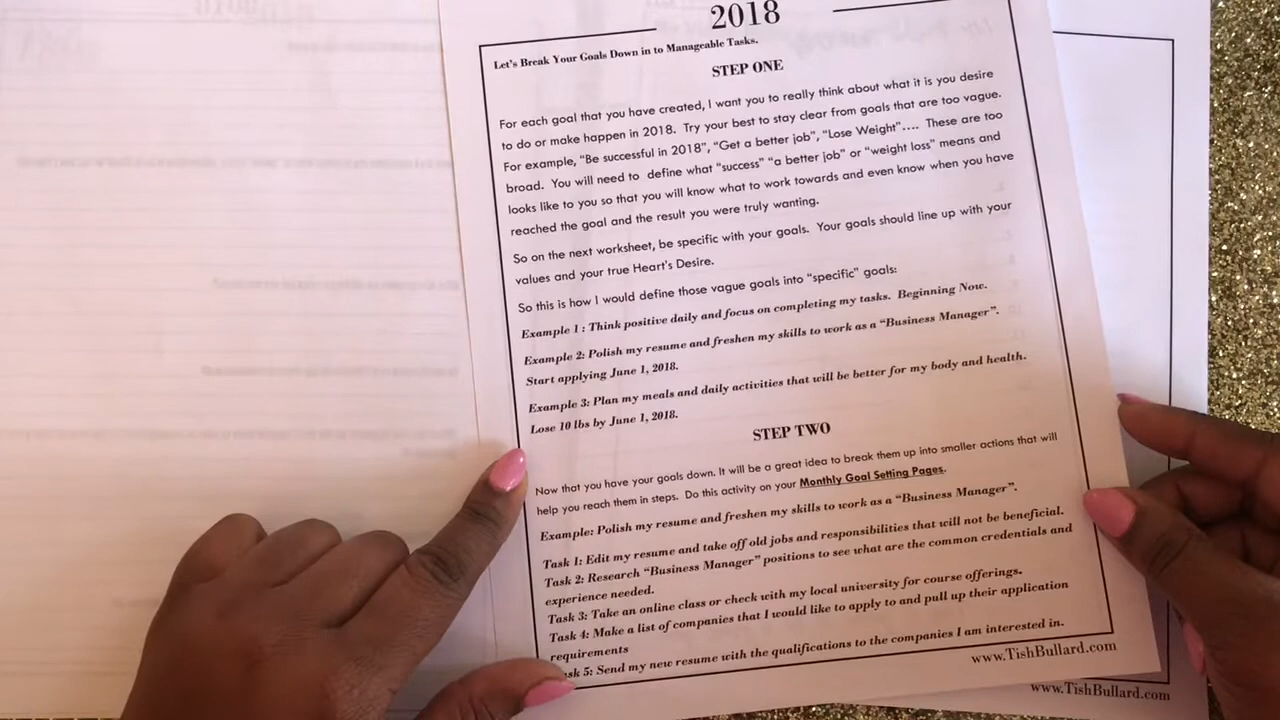 2018
Let's Break Your Goals Down in to Manageable Tasks.
STEP ONE
For each goal that you have created, I want you to really think about what it is you desire
to do or make happen in 2018. Try your best to stay clear from goals that are too vague.
For example, "Be successful in 2018", "Get a better job", "Lose Weight".... These are too
broad. You will need to define what "success" "a better job" or "weight loss" means and
looks like to you so that you will know what to work towards and even know when you have
reached the goal and the result you were truly wanting.
So on the next worksheet, be specific with your goals. Your goals should line up with your
values and your true Heart's Desire.
So this is how I would define those vague goals into "specific" goals:
Example 1 : Think positive daily and focus on completing my tasks. Beginning Now.
Example 2: Polish my resume and freshen my skills to work as a "Business Manager".
Start applying June 1, 2018.
Example 3: Plan my meals and daily activities that will be better for my body and health.
Lose 10 lbs by June 1, 2018.
STEP TWO
Now that you have your goals down. It will be a great idea to break them up into smaller actions that will
help you reach them in steps. Do this activity on your Monthly Goal Setting Pages.
Example: Polish my resume and freshen my skills to work as a "Business Manager".
Task 1: Edit my resume and take off old jobs and responsibilities that will not be beneficial.
Task 2: Research "Business Manager" positions to see what are the common credentials and
experience needed.
Task 3: Take an online class or check with my local university for course offerings.
Task 4: Make a list of companies that I would like to apply to and pull up their application
requirements
sk 5: Send my new resume with the qualifications to the companies I am interested in.
www.TishBullard.com
www.TishBullard.com